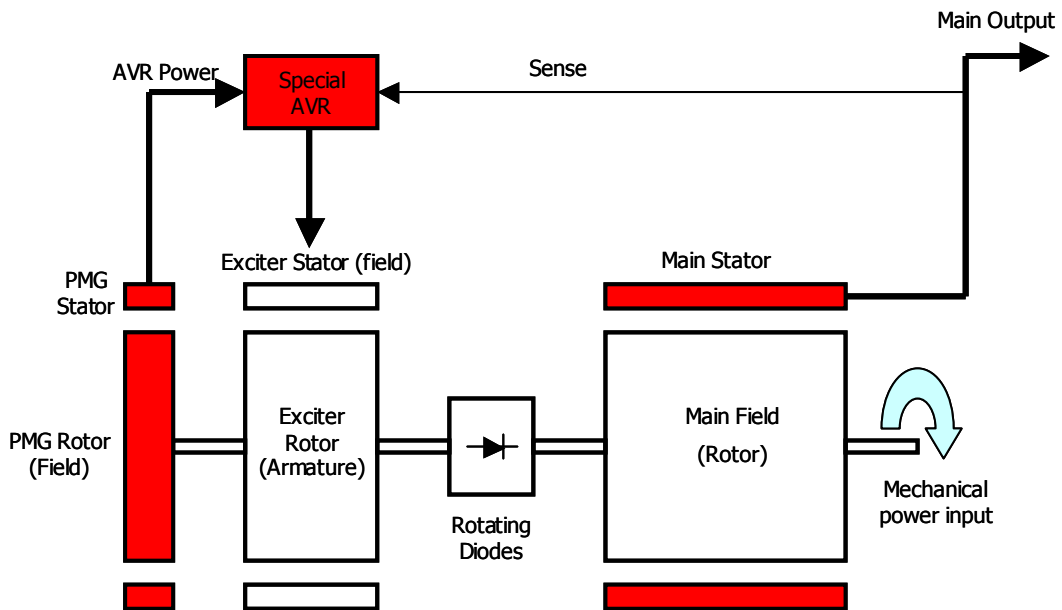 Main Output
AVR Power
Special
AVR
Sense
Exciter Stator (field)
Main Stator
PMG
Stator
Exciter
Rotor
(Armature)
Main Field
(Rotor)
PMG Rotor
(Field)
Mechanical
power input
Rotating
Diodes